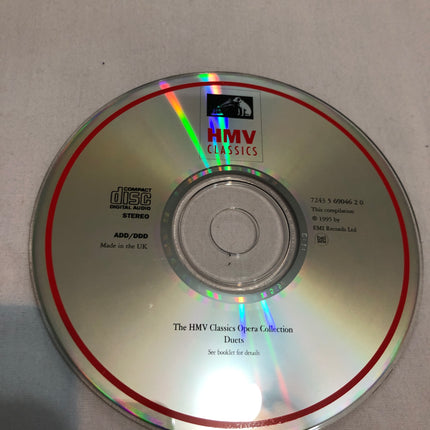 HMV
CLASSICS
COMPACT
disc
DIGITAL AUDIO
STEREO
ADD/DDD
Made in the UK
7243 5 69046 2 0
This compilation
℗ 1995 by
EMI Records Ltd
The HMV Classics Opera Collection
Duets
See booklet for details